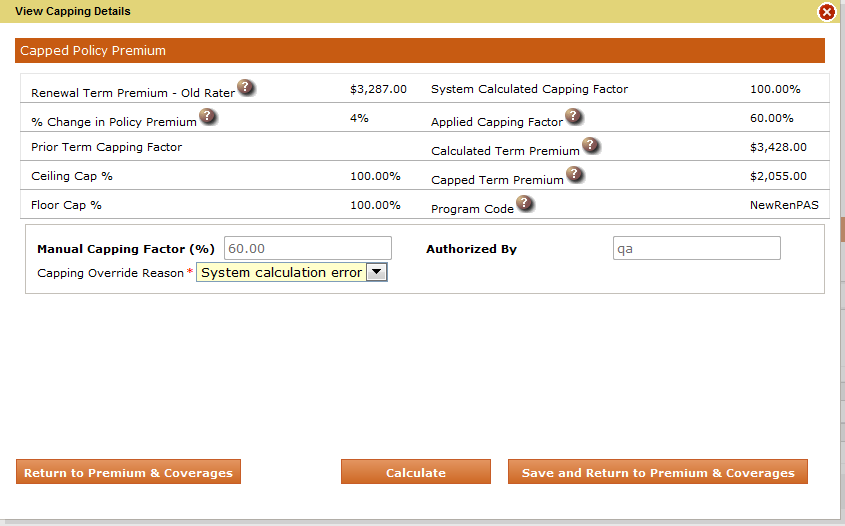 View Capping Details
Capped Policy Premium
Renewal Term Premium - Old Rater ? $3,287.00 System Calculated Capping Factor 100.00%
% Change in Policy Premium ? 4% Applied Capping Factor ? 60.00%
Prior Term Capping Factor Calculated Term Premium ? $3,428.00
Ceiling Cap % 100.00% Capped Term Premium ? $2,055.00
Floor Cap % 100.00% Program Code ? NewRenPAS
Manual Capping Factor (%) 60.00 Authorized By qa
Capping Override Reason * System calculation error
Return to Premium & Coverages Calculate Save and Return to Premium & Coverages